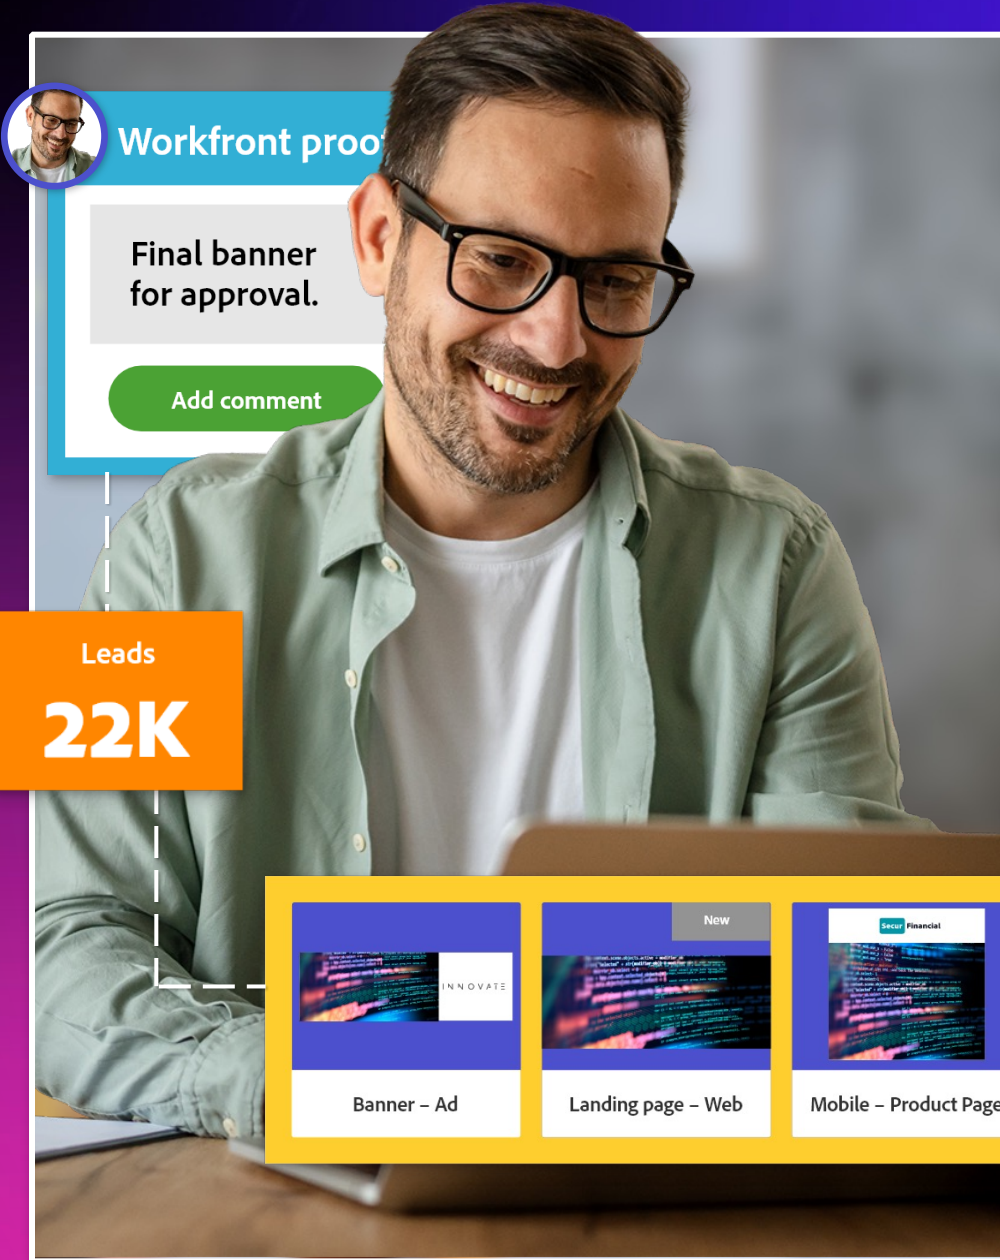 Workfront proof
Final banner
for approval.
Add comment
Leads
22K
INNOVATE
Banner – Ad
New
Landing page – Web
Secur Financial
Mobile – Product Page